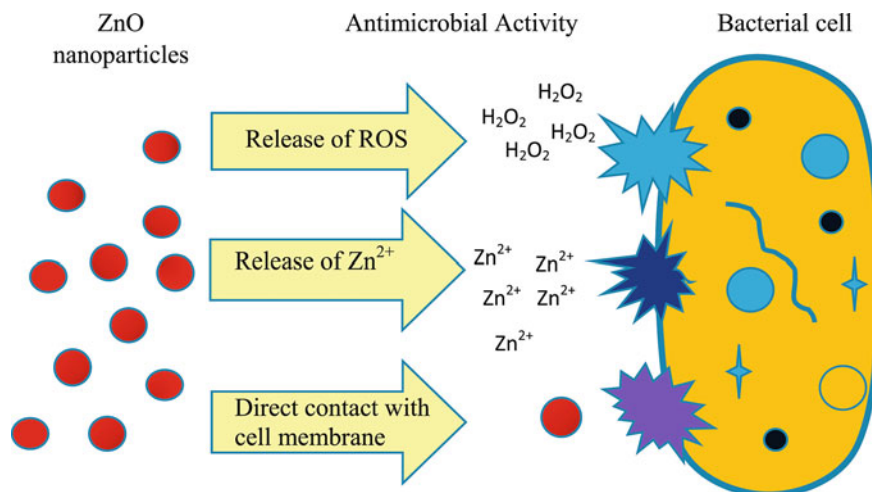 ZnO
nanoparticles
Antimicrobial Activity
Bacterial cell
Release of ROS
H₂O₂
H₂O₂
H₂O₂
H₂O₂
Release of Zn²⁺
Zn²⁺
Zn²⁺
Zn²⁺
Zn²⁺
Zn²⁺
Direct contact with
cell membrane